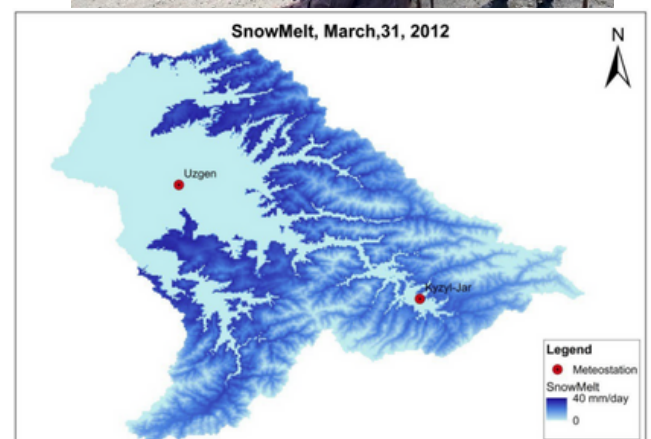 SnowMelt, March,31, 2012
N
Uzgen
Kyzyl-Jar
Legend
Meteostation
SnowMelt
40 mm/day
0